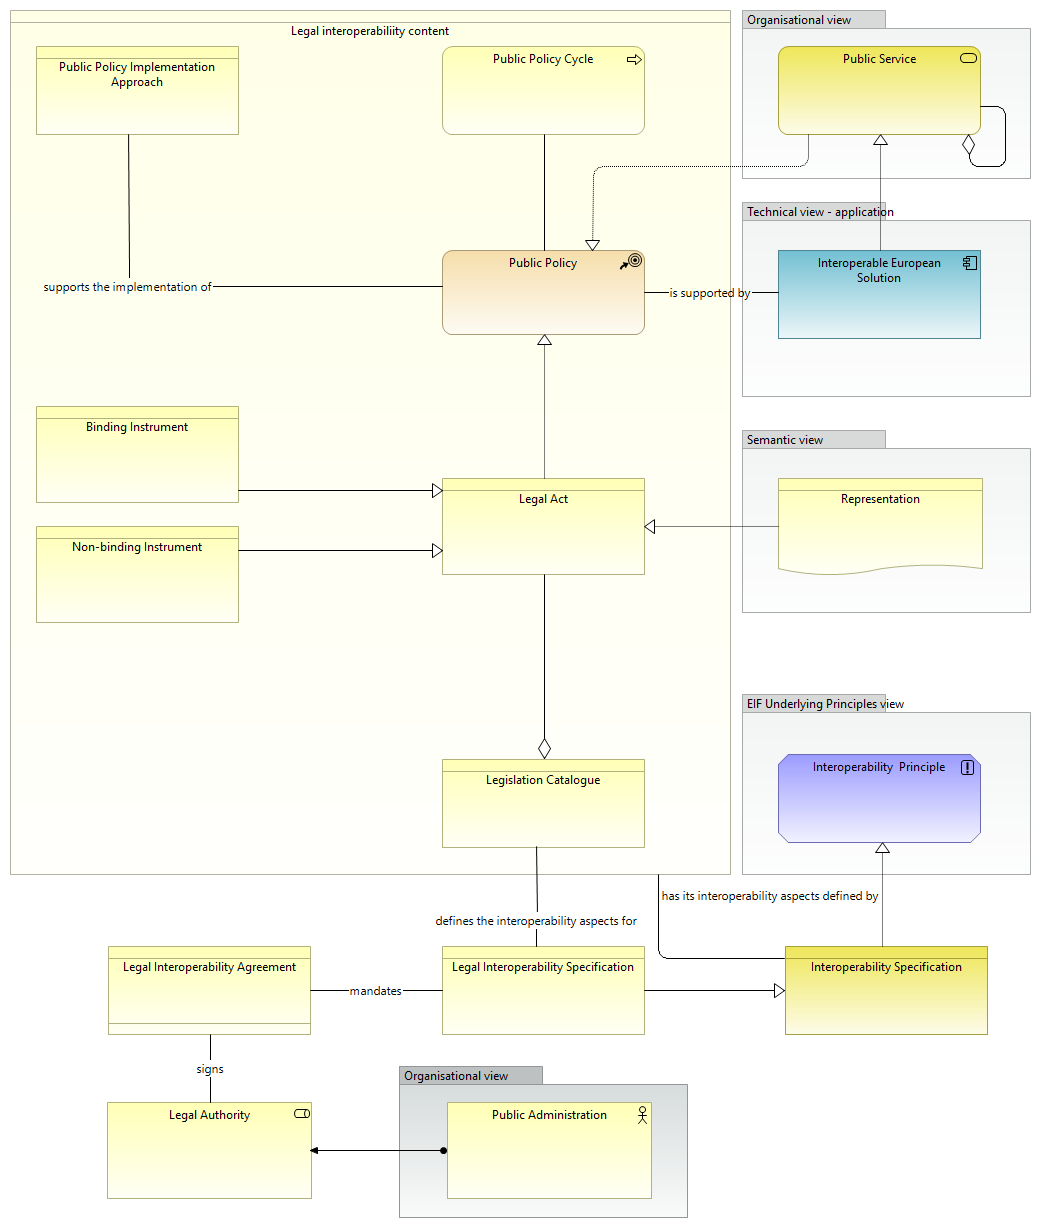 Legal interoperabiliity content
Organisational view
Public Policy Implementation
Approach
Public Policy Cycle
Public Service
Technical view - application
Public Policy
Interoperable European
Solution
supports the implementation of
is supported by
Binding Instrument
Semantic view
Legal Act
Representation
Non-binding Instrument
EIF Underlying Principles view
Interoperability  Principle
Legislation Catalogue
has its interoperability aspects defined by
defines the interoperability aspects for
Legal Interoperability Agreement
Legal Interoperability Specification
Interoperability Specification
mandates
signs
Organisational view
Legal Authority
Public Administration